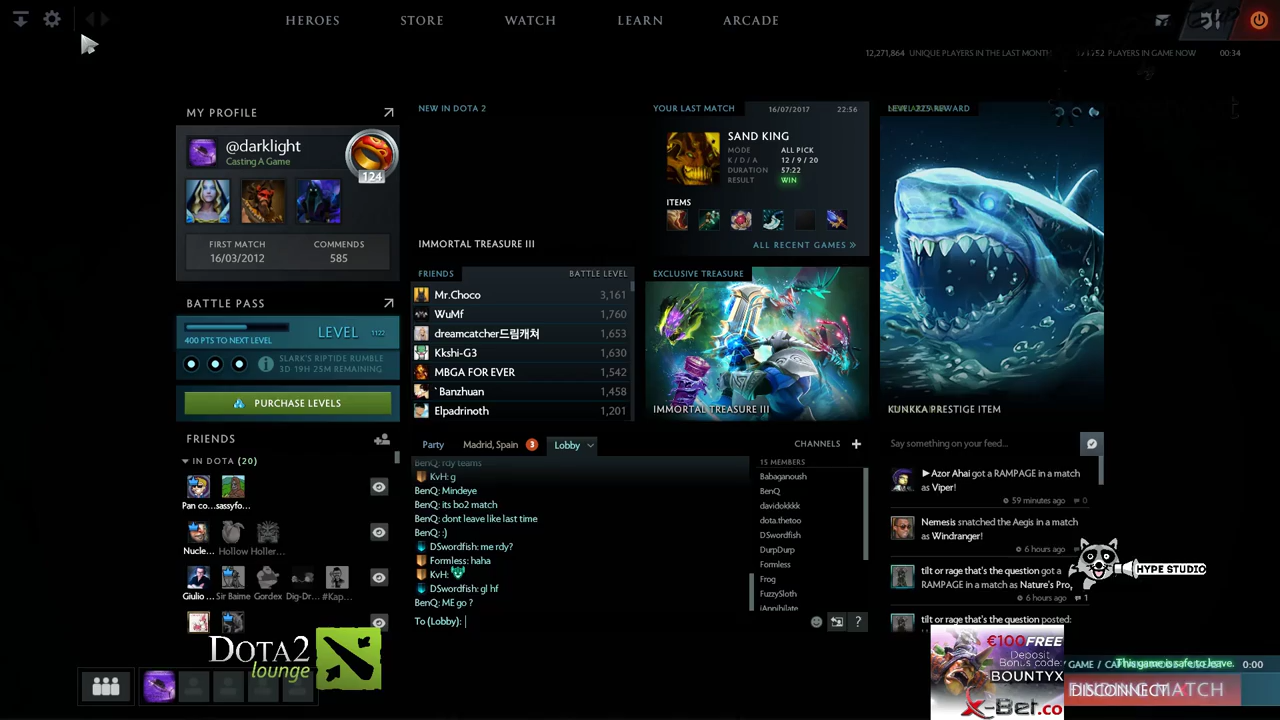 HEROES
STORE
WATCH
LEARN
ARCADE
12,271,864 UNIQUE PLAYERS IN THE LAST MONTH
PLAYERS IN GAME NOW
00:34
MY PROFILE
@darklight
Casting A Game
124
FIRST MATCH
16/03/2012
COMMENDS
585
BATTLE PASS
LEVEL 1122
400 PTS TO NEXT LEVEL
SLARK'S RIPTIDE RUMBLE
3D 19H 25M REMAINING
PURCHASE LEVELS
FRIENDS
IN DOTA (20)
Pan co...
sassyfo...
Nucle...
Hollow
Holler...
Giulio
Sir Baime
Gordex
Dig-Dr...
#Kap...
NEW IN DOTA 2
IMMORTAL TREASURE III
FRIENDS
BATTLE LEVEL
Mr.Choco 3,161
WuMf 1,760
dreamcatcher드림캐쳐 1,653
Kkshi-G3 1,630
MBGA FOR EVER 1,542
`Banzhuan 1,458
Elpadrinoth 1,201
YOUR LAST MATCH
16/07/2017
22:56
SAND KING
MODE ALL PICK
K / D / A 12 / 9 / 20
DURATION 57:22
RESULT WIN
ITEMS
ALL RECENT GAMES
EXCLUSIVE TREASURE
IMMORTAL TREASURE III
REWARD
KUNKKA PRESTIGE ITEM
Party
Madrid, Spain 3
Lobby
CHANNELS +
BenQ: rdy teams
KvH: g
BenQ: Mindeye
BenQ: its bo2 match
BenQ: dont leave like last time
BenQ: :)
DSwordfish: me rdy?
Formless: haha
KvH:
DSwordfish: gl hf
BenQ: ME go ?
To (Lobby):
?
15 MEMBERS
Babaganoush
BenQ
davidokkkk
dota.thetoo
DSwordfish
DurpDurp
Formless
Frog
FuzzySloth
iAnnihilate
Say something on your feed...
Azor Ahai got a RAMPAGE in a match
as Viper!
59 minutes ago 0
Nemesis snatched the Aegis in a match
as Windranger!
6 hours ago
tilt or rage that's the question got a
RAMPAGE in a match as Nature's Pro,
6 hours ago 1
tilt or rage that's the question posted:
HYPE STUDIO
DOTA2
lounge
€100 FREE
Deposit
Bonus code:
BOUNTYX
X-Bet.co
This game is safe to leave.
0:00
DISCONNECT